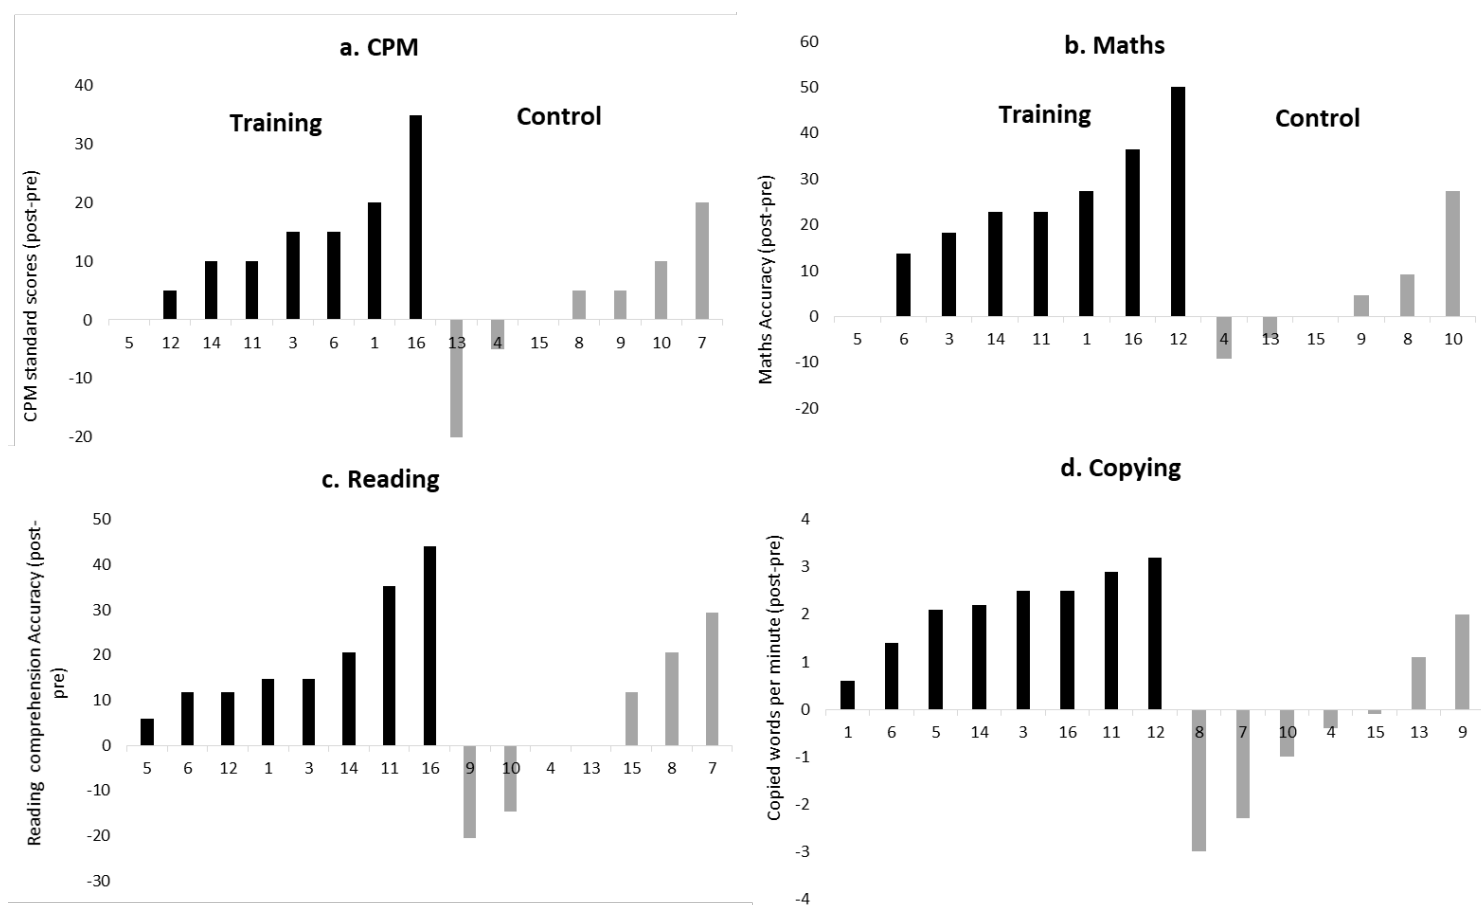 a. CPM
CPM standard scores (post-pre)
40
30
20
10
0
-10
-20
Training
Control
5 12 14 11 3 6 1 16 13 4 15 8 9 10 7
b. Maths
Maths Accuracy (post-pre)
60
50
40
30
20
10
0
-10
-20
Training
Control
5 6 3 14 11 1 16 12 4 13 15 9 8 10
c. Reading
Reading comprehension Accuracy (post-
pre)
50
40
30
20
10
0
-10
-20
-30
5 6 12 1 3 14 11 16 9 10 4 13 15 8 7
d. Copying
Copied words per minute (post-pre)
4
3
2
1
0
-1
-2
-3
-4
1 6 5 14 3 16 11 12 8 7 10 4 15 13 9